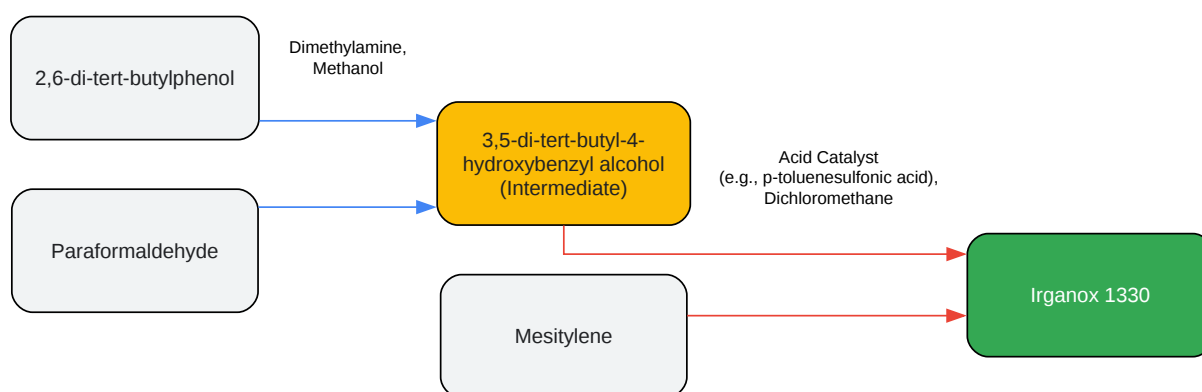 2,6-di-tert-butylphenol
Dimethylamine,
Methanol
3,5-di-tert-butyl-4-
hydroxybenzyl alcohol
(Intermediate)
Acid Catalyst
(e.g., p-toluenesulfonic acid),
Dichloromethane
Paraformaldehyde
Irganox 1330
Mesitylene